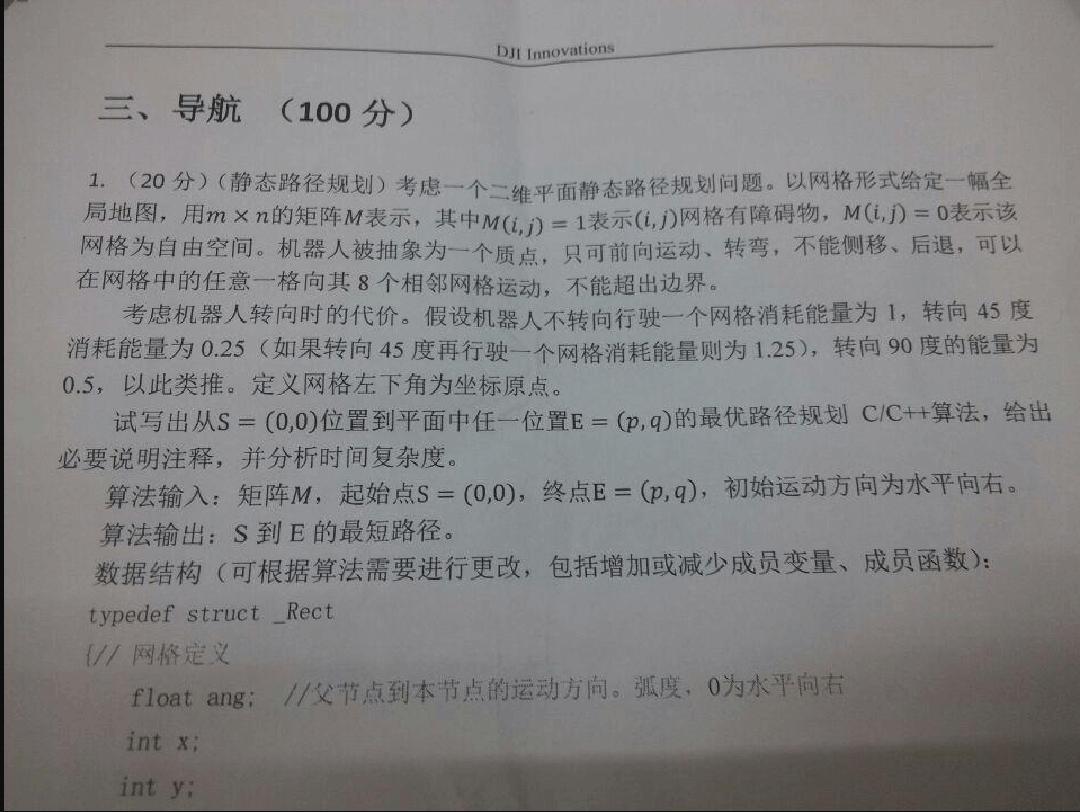 DJI Innovations
三、导航 （100 分）
1. （20 分）（静态路径规划）考虑一个二维平面静态路径规划问题。以网格形式给定一幅全
局地图，用m × n的矩阵M表示，其中M(i,j) = 1表示(i,j)网格有障碍物，M(i,j) = 0表示该
网格为自由空间。机器人被抽象为一个质点，只可前向运动、转弯，不能侧移、后退，可以
在网格中的任意一格向其 8 个相邻网格运动，不能超出边界。
考虑机器人转向时的代价。假设机器人不转向行驶一个网格消耗能量为 1，转向 45 度
消耗能量为 0.25（如果转向 45 度再行驶一个网格消耗能量则为 1.25），转向 90 度的能量为
0.5，以此类推。定义网格左下角为坐标原点。
试写出从S = (0,0)位置到平面中任一位置E = (p,q)的最优路径规划 C/C++算法，给出
必要说明注释，并分析时间复杂度。
算法输入：矩阵M，起始点S = (0,0)，终点E = (p,q)，初始运动方向为水平向右。
算法输出：S 到 E 的最短路径。
数据结构（可根据算法需要进行更改，包括增加或减少成员变量、成员函数）：
typedef struct _Rect
{// 网格定义
float ang; //父节点到本节点的运动方向。弧度，0为水平向右
int x;
int y;